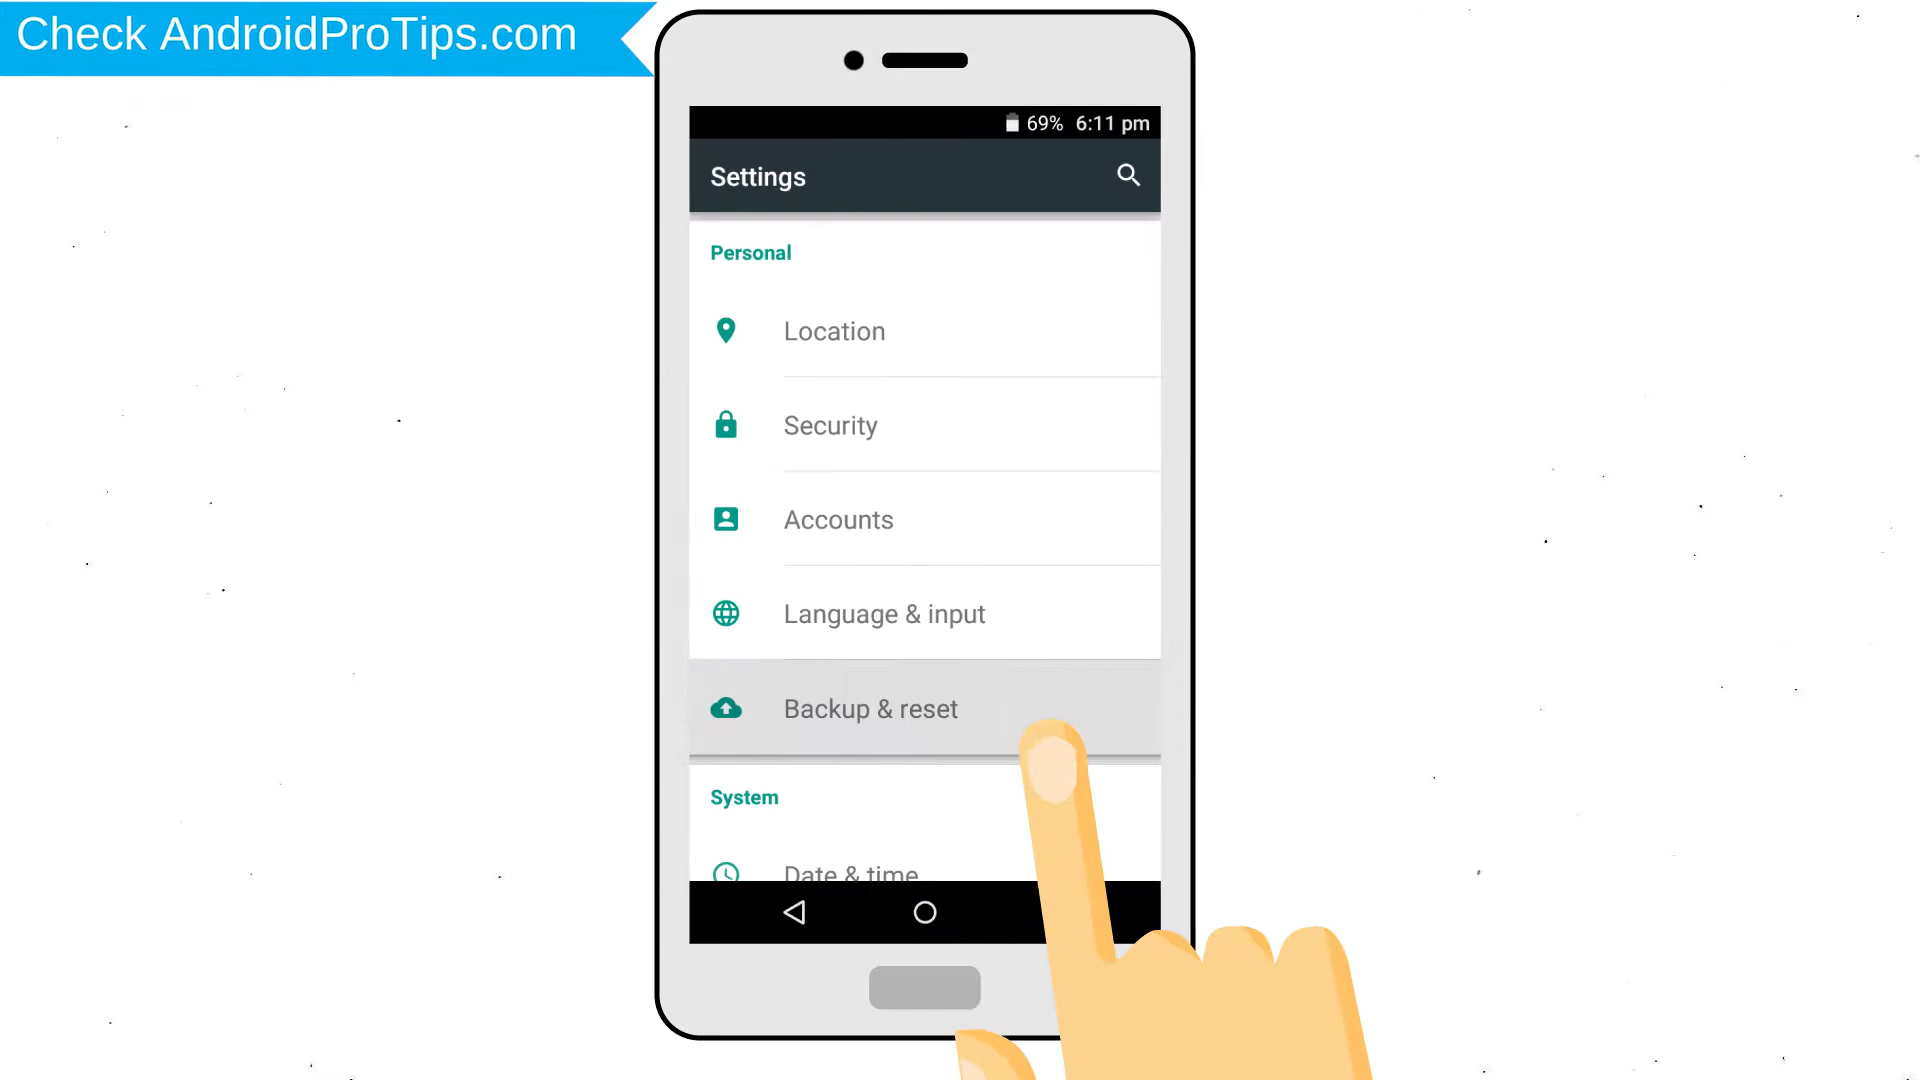 Check AndroidProTips.com
69% 6:11 pm
Settings
Personal
Location
Security
Accounts
Language & input
Backup & reset
System
Date & time